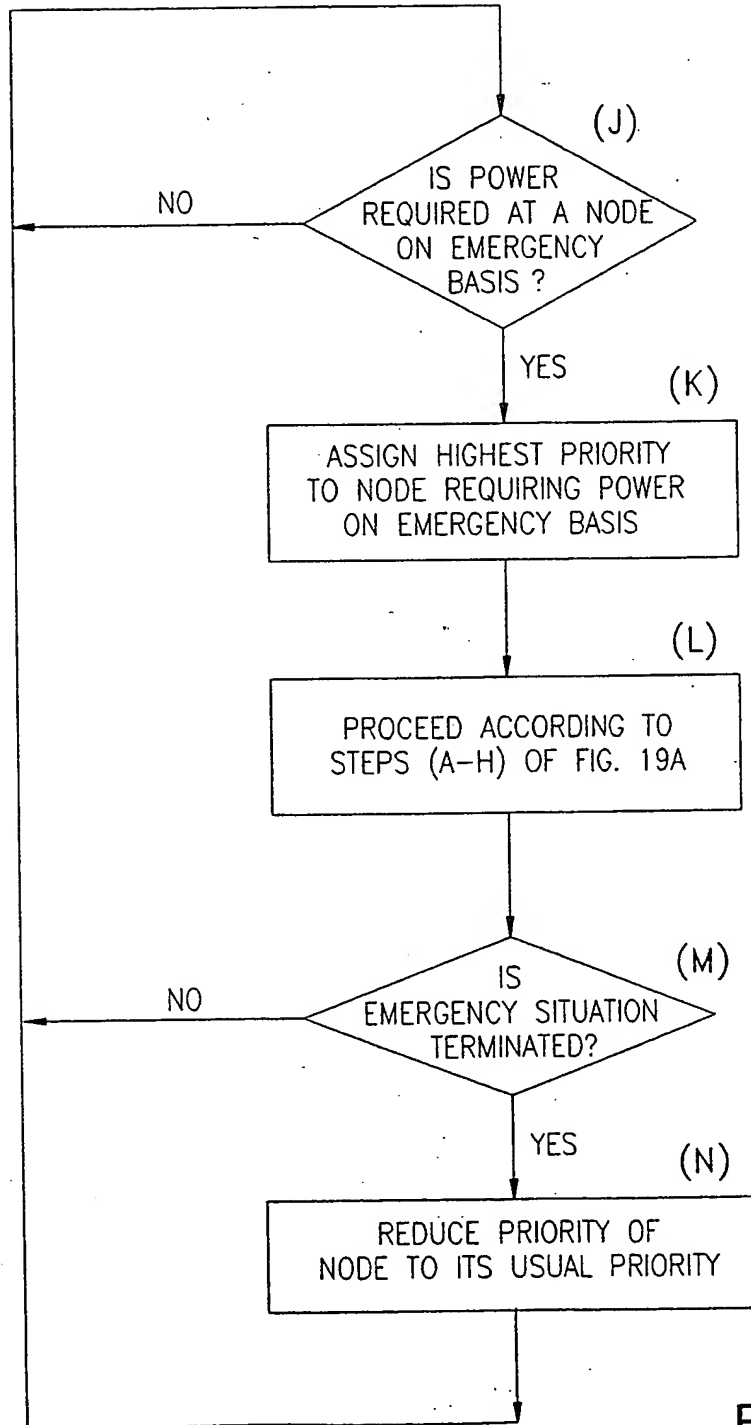 (J)
IS POWER
REQUIRED AT A NODE
ON EMERGENCY
BASIS ?
NO
YES
(K)
ASSIGN HIGHEST PRIORITY
TO NODE REQUIRING POWER
ON EMERGENCY BASIS
(L)
PROCEED ACCORDING TO
STEPS (A-H) OF FIG. 19A
(M)
IS
EMERGENCY SITUATION
TERMINATED?
NO
YES
(N)
REDUCE PRIORITY OF
NODE TO ITS USUAL PRIORITY